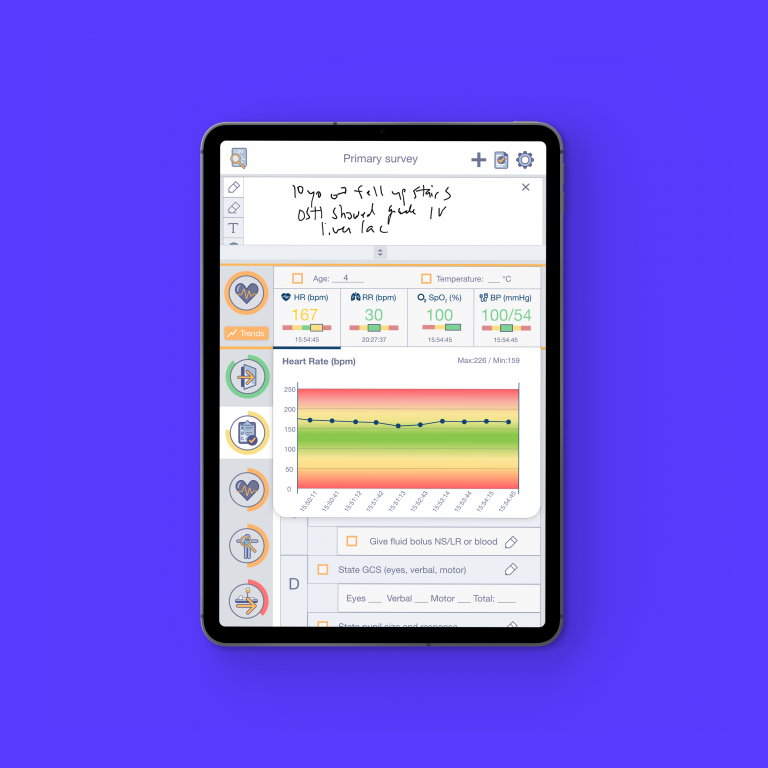 Primary survey
10 yo ♂ fell up stairs
OSH showed grade IV
liver lac
T
Age: 4
Temperature: ___ °C
HR (bpm)
RR (bpm)
O₂ SpO₂ (%)
BP (mmHg)
167
30
100
100/54
15:54:45
20:27:37
15:54:45
15:54:45
Trends
Heart Rate (bpm)
Max:226 / Min:159
250
200
150
100
50
0
15:50:11
15:50:41
15:51:12
15:51:42
15:51:13
15:52:43
15:53:14
15:53:44
15:54:15
15:54:45
Give fluid bolus NS/LR or blood
D
State GCS (eyes, verbal, motor)
Eyes ___ Verbal ___ Motor ___ Total: ____
State pupil size and response